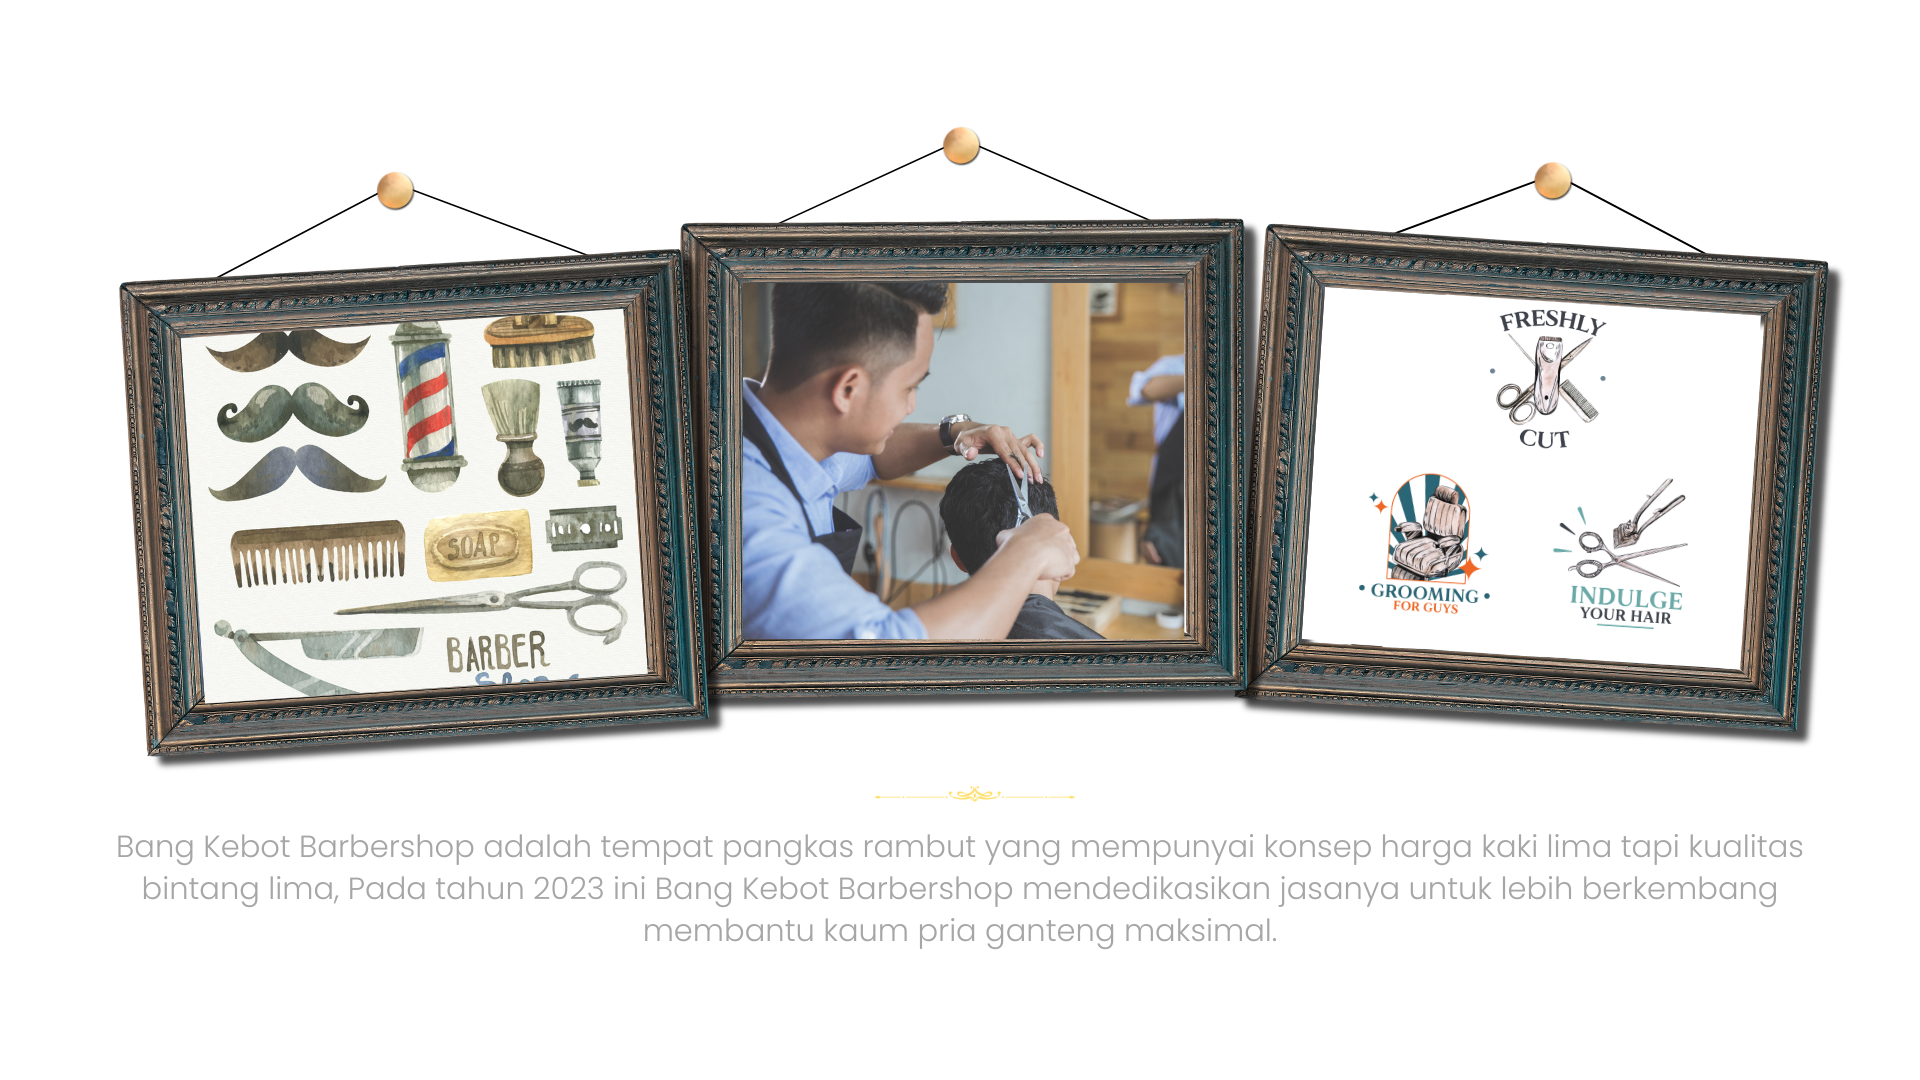 SOAP
BARBER
FRESHLY
CUT
• GROOMING •
FOR GUYS
INDULGE
YOUR HAIR
Bang Kebot Barbershop adalah tempat pangkas rambut yang mempunyai konsep harga kaki lima tapi kualitas
bintang lima, Pada tahun 2023 ini Bang Kebot Barbershop mendedikasikan jasanya untuk lebih berkembang
membantu kaum pria ganteng maksimal.